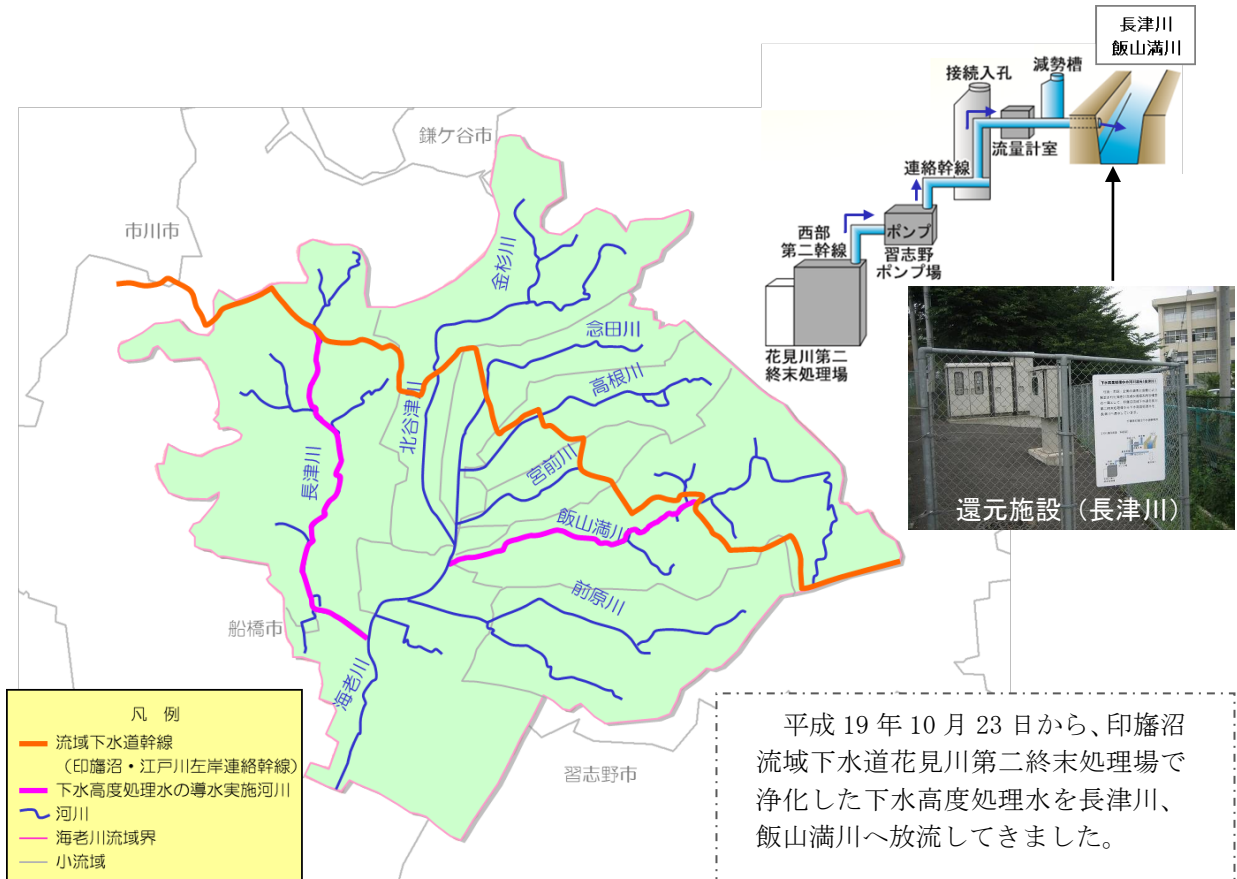 長津川
飯山満川
接続入孔
減勢槽
流量計室
連絡幹線
ポンプ
習志野
ポンプ場
西部
第二幹線
花見川第二
終末処理場
鎌ケ谷市
市川市
金杉川
念田川
高根川
北谷津川
宮前川
長津川
飯山満川
前原川
船橋市
海老川
習志野市
還元施設（長津川）
凡 例
流域下水道幹線
（印旛沼・江戸川左岸連絡幹線）
下水高度処理水の導水実施河川
河川
海老川流域界
小流域
平成 19 年 10 月 23 日から、印旛沼
流域下水道花見川第二終末処理場で
浄化した下水高度処理水を長津川、
飯山満川へ放流してきました。